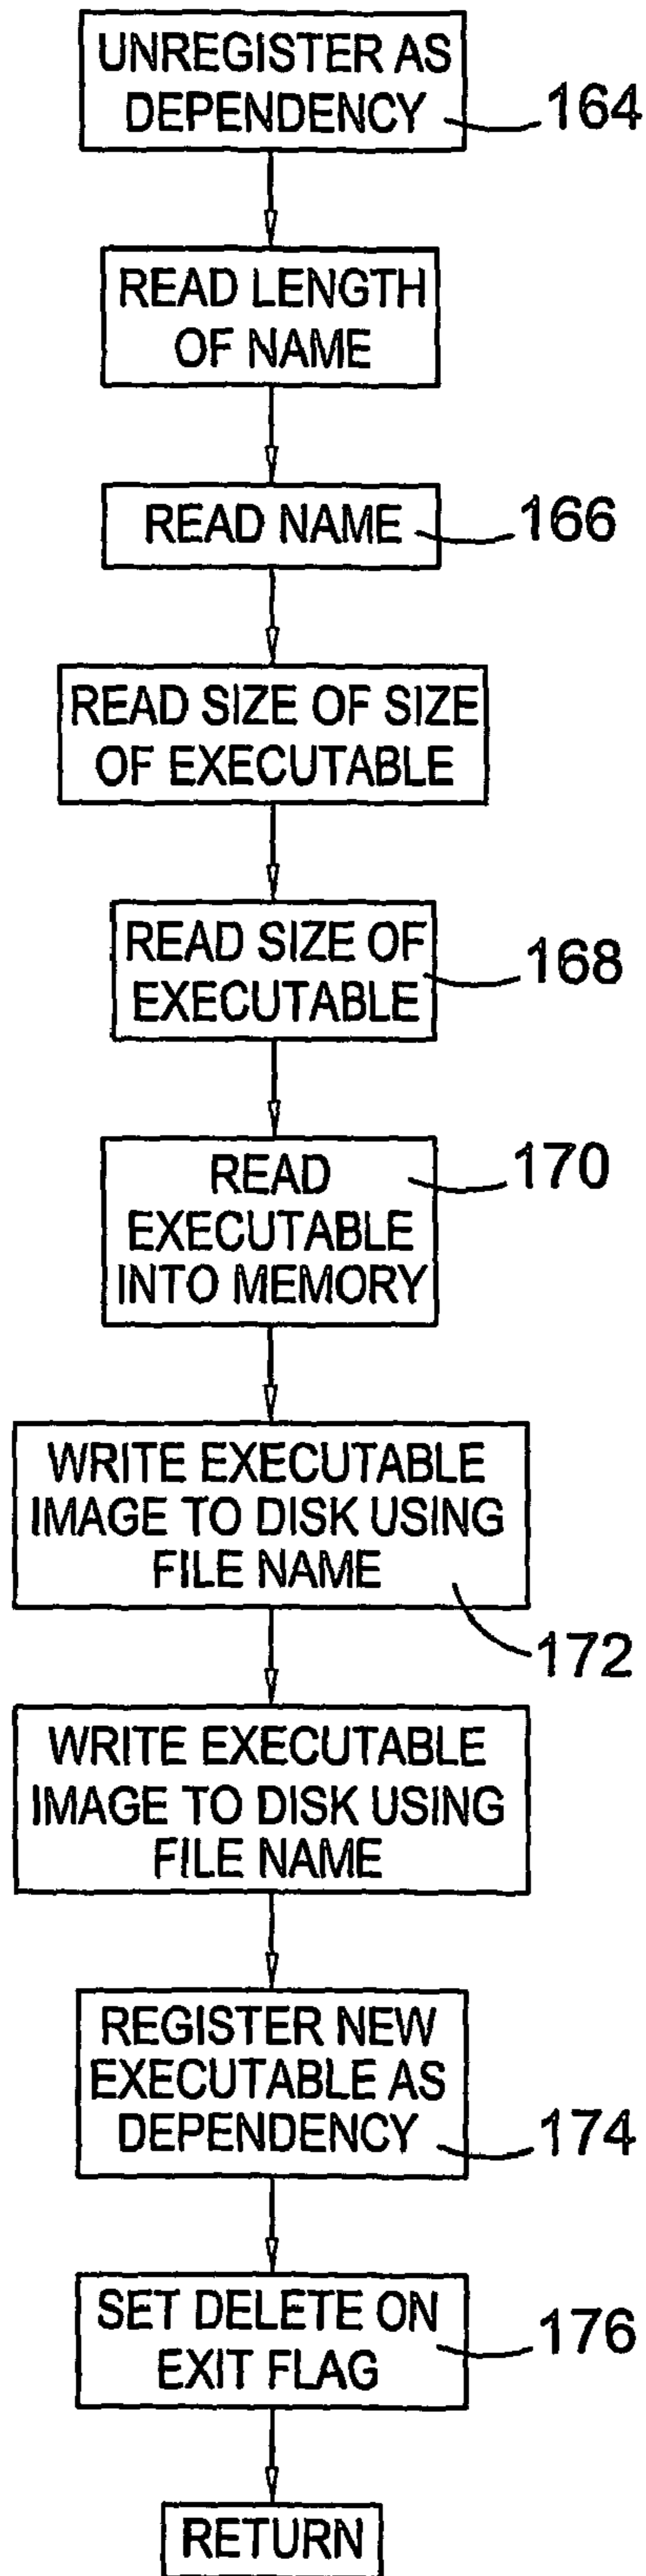 UNREGISTER AS
DEPENDENCY
164
READ LENGTH
OF NAME
READ NAME
166
READ SIZE OF SIZE
OF EXECUTABLE
READ SIZE OF
EXECUTABLE
168
READ
EXECUTABLE
INTO MEMORY
170
WRITE EXECUTABLE
IMAGE TO DISK USING
FILE NAME
172
WRITE EXECUTABLE
IMAGE TO DISK USING
FILE NAME
REGISTER NEW
EXECUTABLE AS
DEPENDENCY
174
SET DELETE ON
EXIT FLAG
176
RETURN